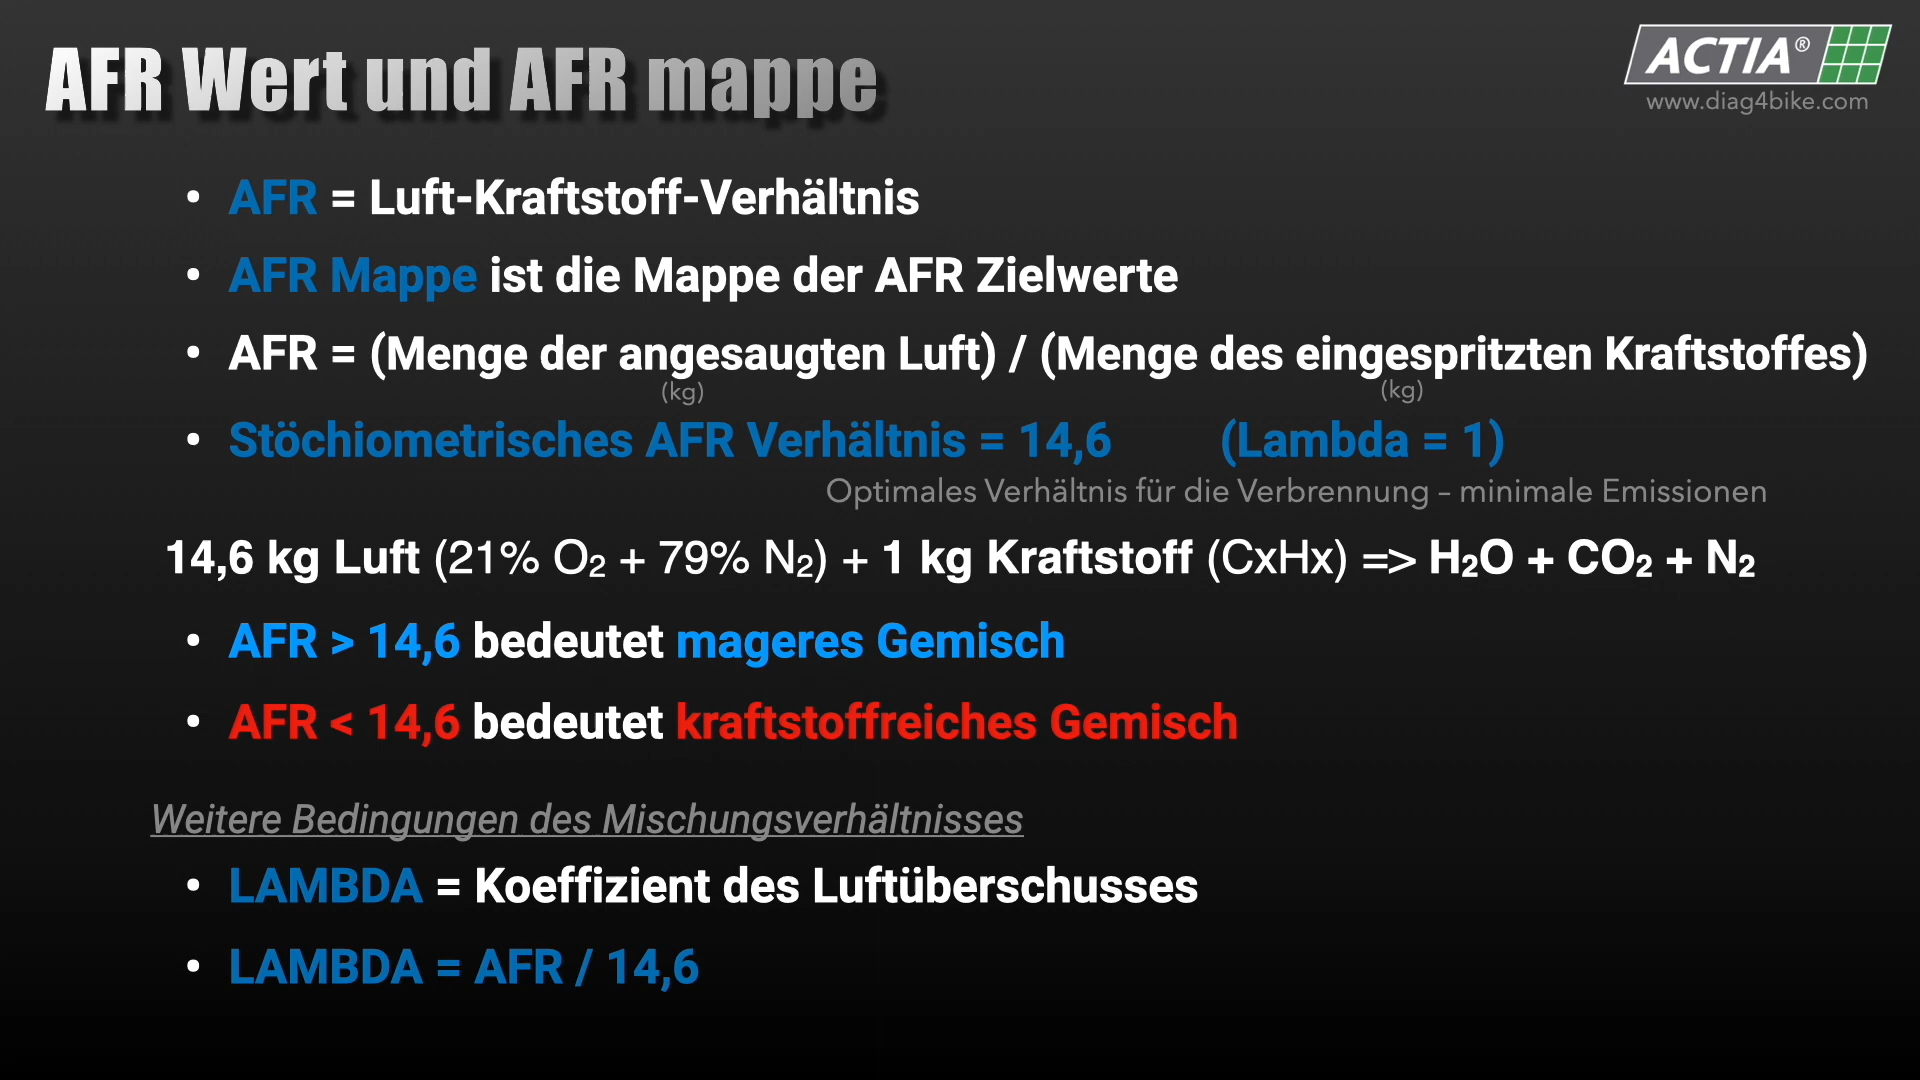 AFR Wert und AFR mappe
ACTIA®
www.diag4bike.com
• AFR = Luft-Kraftstoff-Verhältnis
• AFR Mappe ist die Mappe der AFR Zielwerte
• AFR = (Menge der angesaugten Luft) / (Menge des eingespritzten Kraftstoffes)
(kg) (kg)
• Stöchiometrisches AFR Verhältnis = 14,6 (Lambda = 1)
Optimales Verhältnis für die Verbrennung – minimale Emissionen
14,6 kg Luft (21% O₂ + 79% N₂) + 1 kg Kraftstoff (CxHx) => H₂O + CO₂ + N₂
• AFR > 14,6 bedeutet mageres Gemisch
• AFR < 14,6 bedeutet kraftstoffreiches Gemisch
Weitere Bedingungen des Mischungsverhältnisses
• LAMBDA = Koeffizient des Luftüberschusses
• LAMBDA = AFR / 14,6